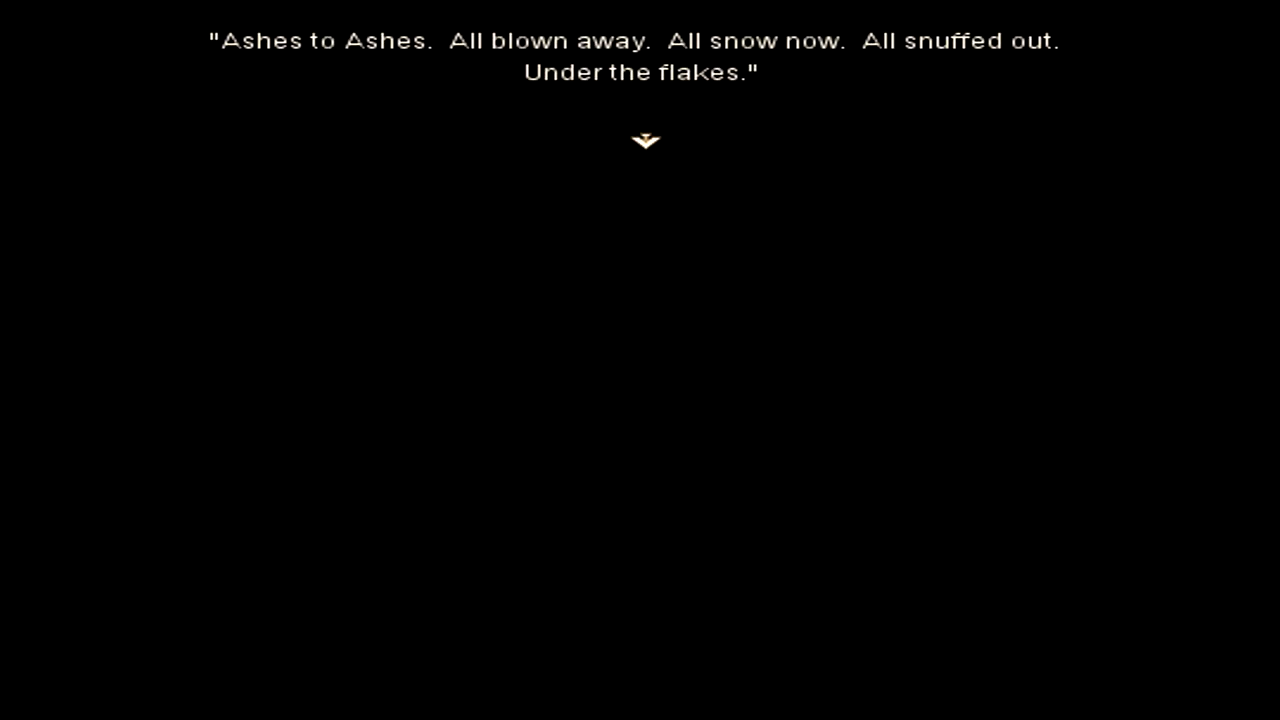 "Ashes to Ashes.  All blown away.  All snow now.  All snuffed out.
Under the flakes."